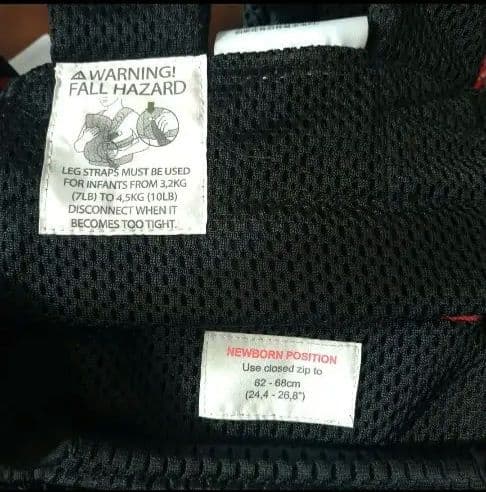 WARNING!
FALL HAZARD
LEG STRAPS MUST BE USED
FOR INFANTS FROM 3,2KG
(7LB) TO 4,5KG (10LB)
DISCONNECT WHEN IT
BECOMES TOO TIGHT.
NEWBORN POSITION
Use closed zip to
62 - 68cm
(24,4 - 26,8")